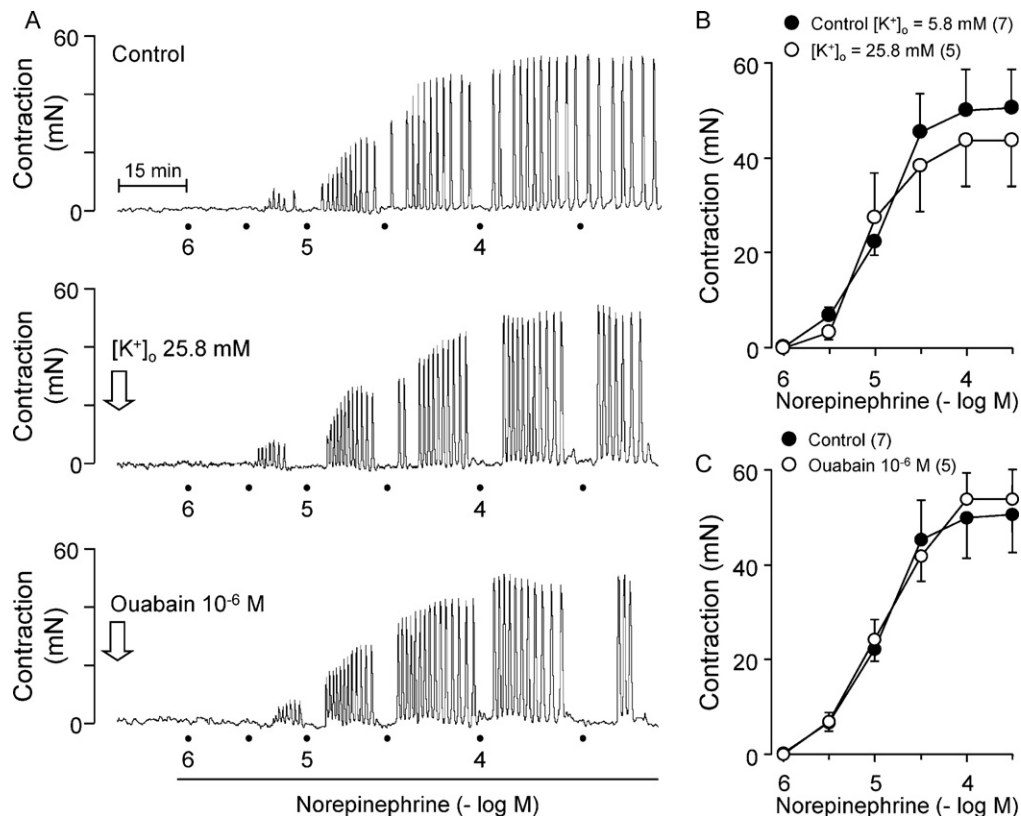 A
60
Control
Contraction
(mN)
15 min
0
6
5
4
60
[K⁺]ₒ 25.8 mM
Contraction
(mN)
0
6
5
4
60
Ouabain 10⁻⁶ M
Contraction
(mN)
0
6
5
4
Norepinephrine (- log M)
B
Control [K⁺]ₒ = 5.8 mM (7)
[K⁺]ₒ = 25.8 mM (5)
60
40
20
0
Contraction (mN)
6
5
4
Norepinephrine (- log M)
C
Control (7)
Ouabain 10⁻⁶ M (5)
60
40
20
0
Contraction (mN)
6
5
4
Norepinephrine (- log M)